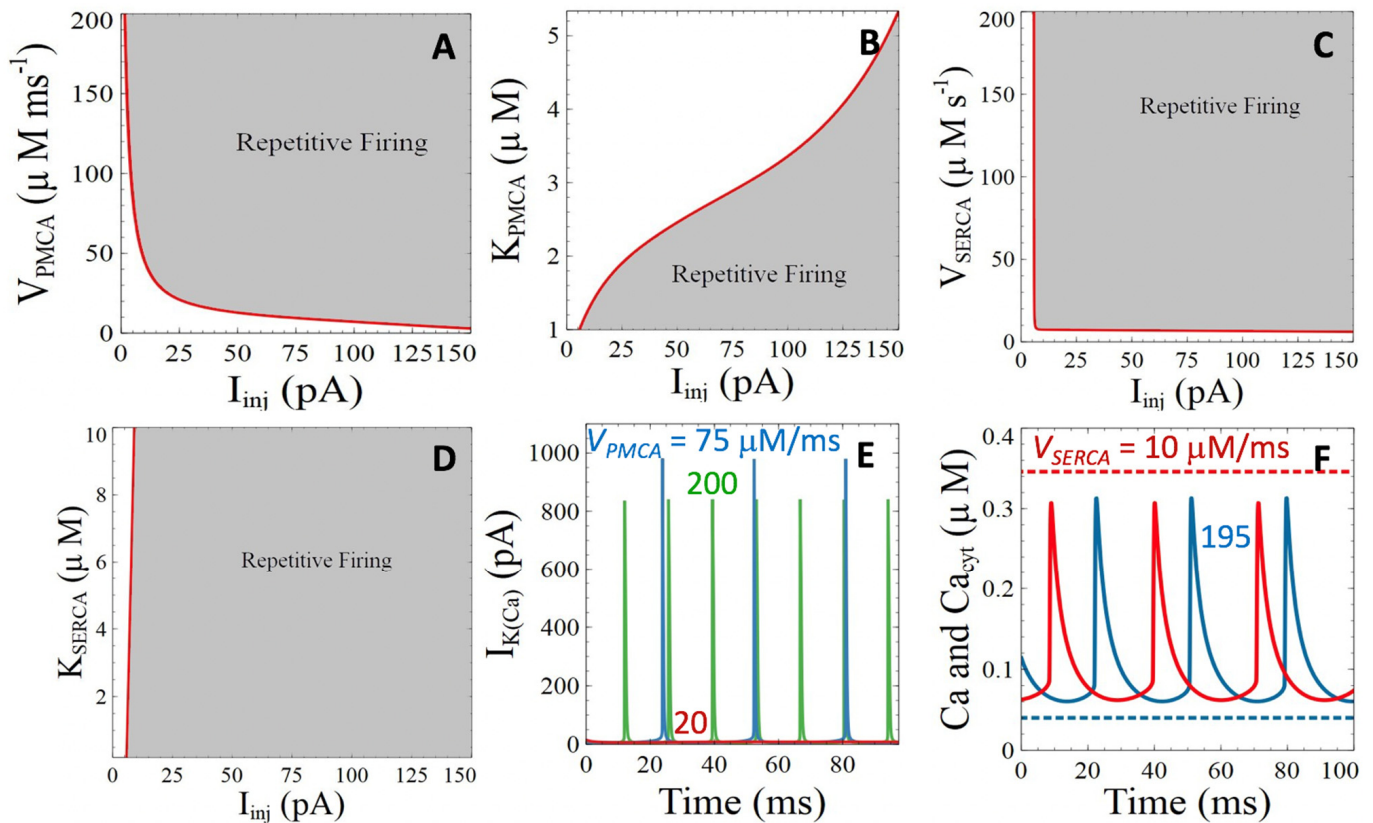 A
V_PMCA (μ M ms⁻¹)
200
150
100
50
0
Repetitive Firing
0 25 50 75 100 125 150
I_inj (pA)
B
K_PMCA (μ M)
5
4
3
2
1
Repetitive Firing
0 25 50 75 100 125 150
I_inj (pA)
C
V_SERCA (μ M s⁻¹)
200
150
100
50
0
Repetitive Firing
0 25 50 75 100 125 150
I_inj (pA)
D
K_SERCA (μ M)
10
8
6
4
2
Repetitive Firing
0 25 50 75 100 125 150
I_inj (pA)
V_PMCA = 75 μM/ms
E
200
20
I_K(Ca) (pA)
1000
800
600
400
200
0
0 20 40 60 80
Time (ms)
V_SERCA = 10 μM/ms
F
195
Ca and Ca_cyt (μ M)
0.4
0.3
0.2
0.1
0
0 20 40 60 80 100
Time (ms)